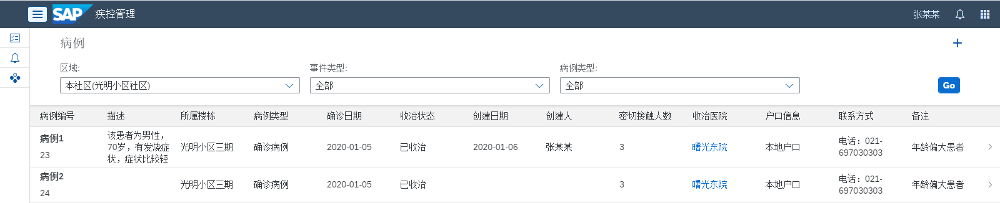 SAP 疾控管理 张某某
病例
区域: 事件类型: 病例类型:
本社区(光明小区社区) 全部 全部 Go
病例编号 描述 所属楼栋 病例类型 确诊日期 收治状态 创建日期 创建人 密切接触人数 收治医院 户口信息 联系方式 备注
病例1
23
该患者为男性，
70岁，有发烧症
状，症状比较轻
光明小区三期 确诊病例 2020-01-05 已收治 2020-01-06 张某某 3 曙光东院 本地户口
电话：021-
697030303
年龄偏大患者
病例2
24
光明小区三期 确诊病例 2020-01-05 已收治 3 曙光东院 本地户口
电话：021-
697030303
年龄偏大患者